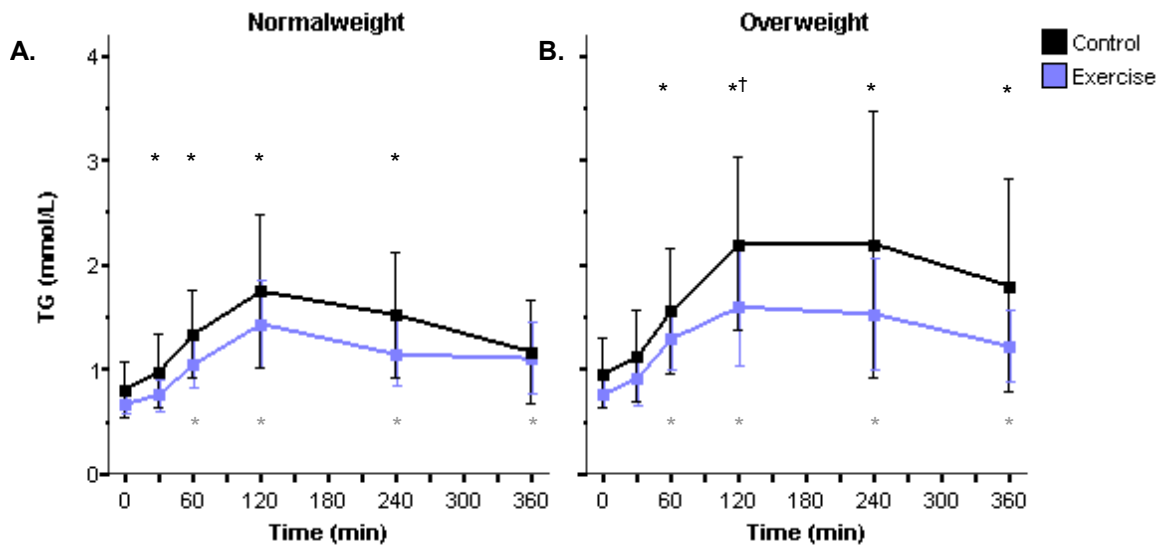 Normalweight
Overweight
A.
B.
Control
Exercise
4
3
2
1
0
TG (mmol/L)
* * * *
* *† * *
* * * *
* * * *
0 60 120 180 240 300 360
0 60 120 180 240 300 360
Time (min)
Time (min)